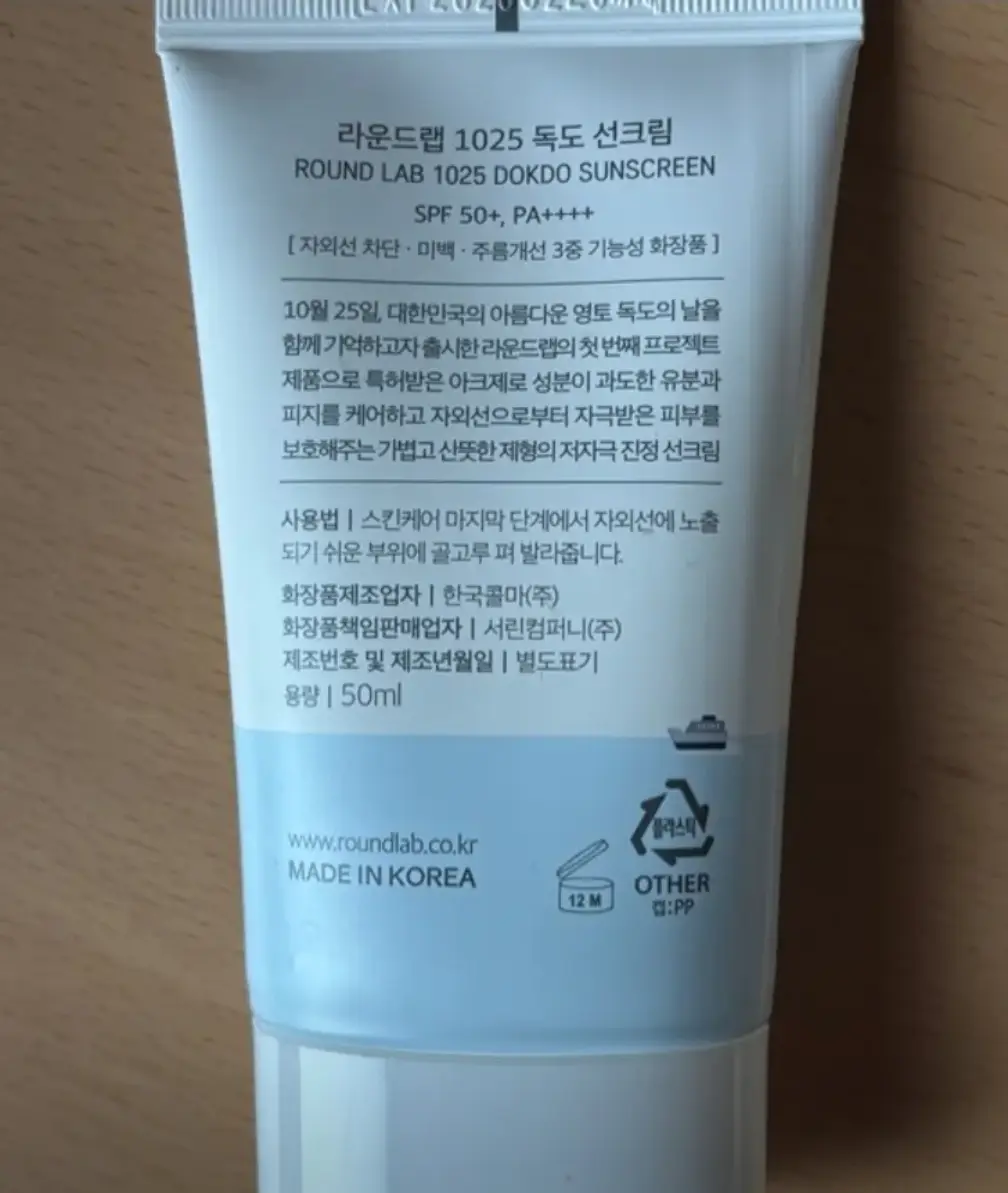 라운드랩 1025 독도 선크림
ROUND LAB 1025 DOKDO SUNSCREEN
SPF 50+, PA++++
[ 자외선 차단 · 미백 · 주름개선 3중 기능성 화장품 ]
10월 25일, 대한민국의 아름다운 영토 독도의 날을
함께 기억하고자 출시한 라운드랩의 첫 번째 프로젝트
제품으로 특허받은 아크제로 성분이 과도한 유분과
피지를 케어하고 자외선으로부터 자극받은 피부를
보호해주는 가볍고 산뜻한 제형의 저자극 진정 선크림
사용법 | 스킨케어 마지막 단계에서 자외선에 노출
되기 쉬운 부위에 골고루 펴 발라줍니다.
화장품제조업자 | 한국콜마(주)
화장품책임판매업자 | 서린컴퍼니(주)
제조번호 및 제조년월일 | 별도표기
용량 | 50ml
www.roundlab.co.kr
MADE IN KOREA
12 M
플라스틱
OTHER
캡:PP